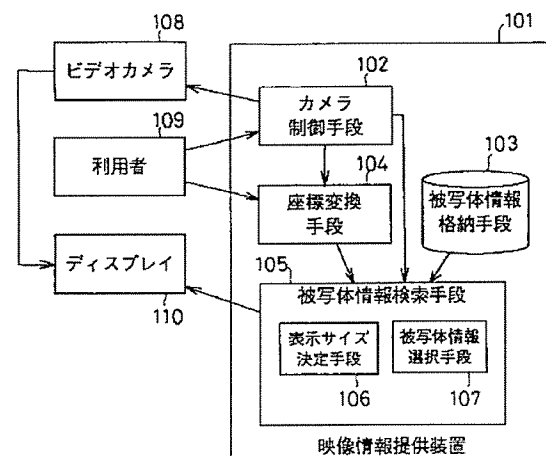 101
108
ビデオカメラ
102
カメラ
制御手段
109
利用者
103
被写体情報
格納手段
104
座標変換
手段
ディスプレイ
110
105
被写体情報検索手段
表示サイズ
決定手段
106
被写体情報
選択手段
107
映像情報提供装置